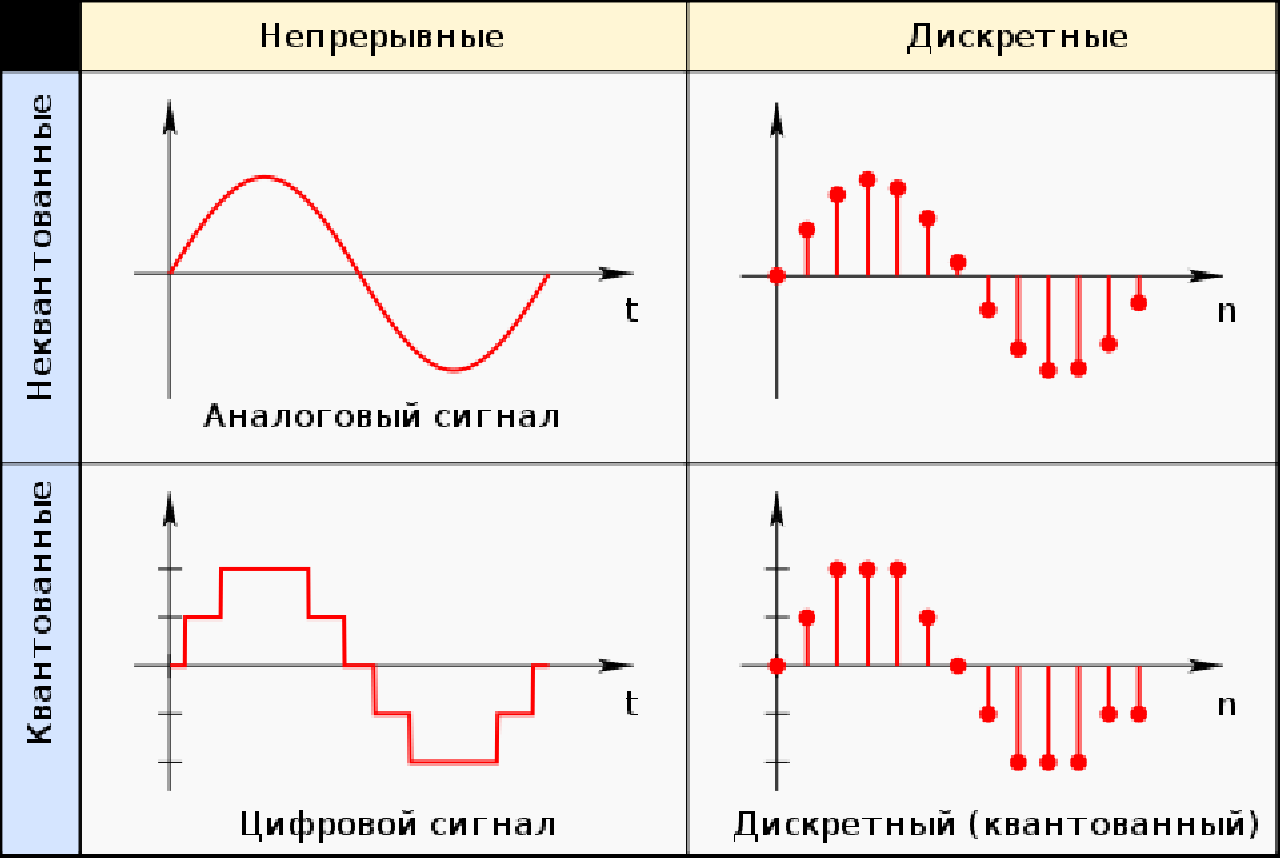 Непрерывные
Дискретные
Неквантованные
t
Аналоговый сигнал
n
Квантованные
t
Цифровой сигнал
n
Дискретный (квантованный)